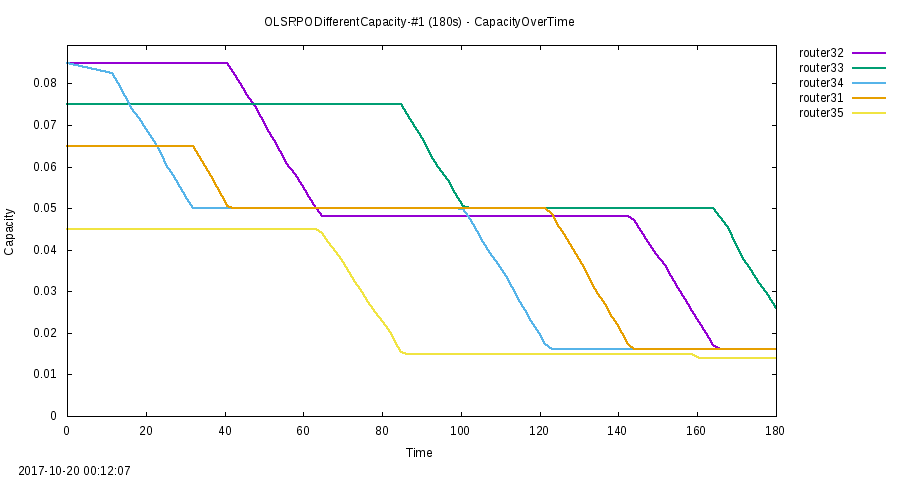 OLSRPODifferentCapacity-#1 (180s) - CapacityOverTime
router32
router33
router34
router31
router35
0.08
0.07
0.06
0.05
0.04
0.03
0.02
0.01
0
Capacity
0 20 40 60 80 100 120 140 160 180
Time
2017-10-20 00:12:07